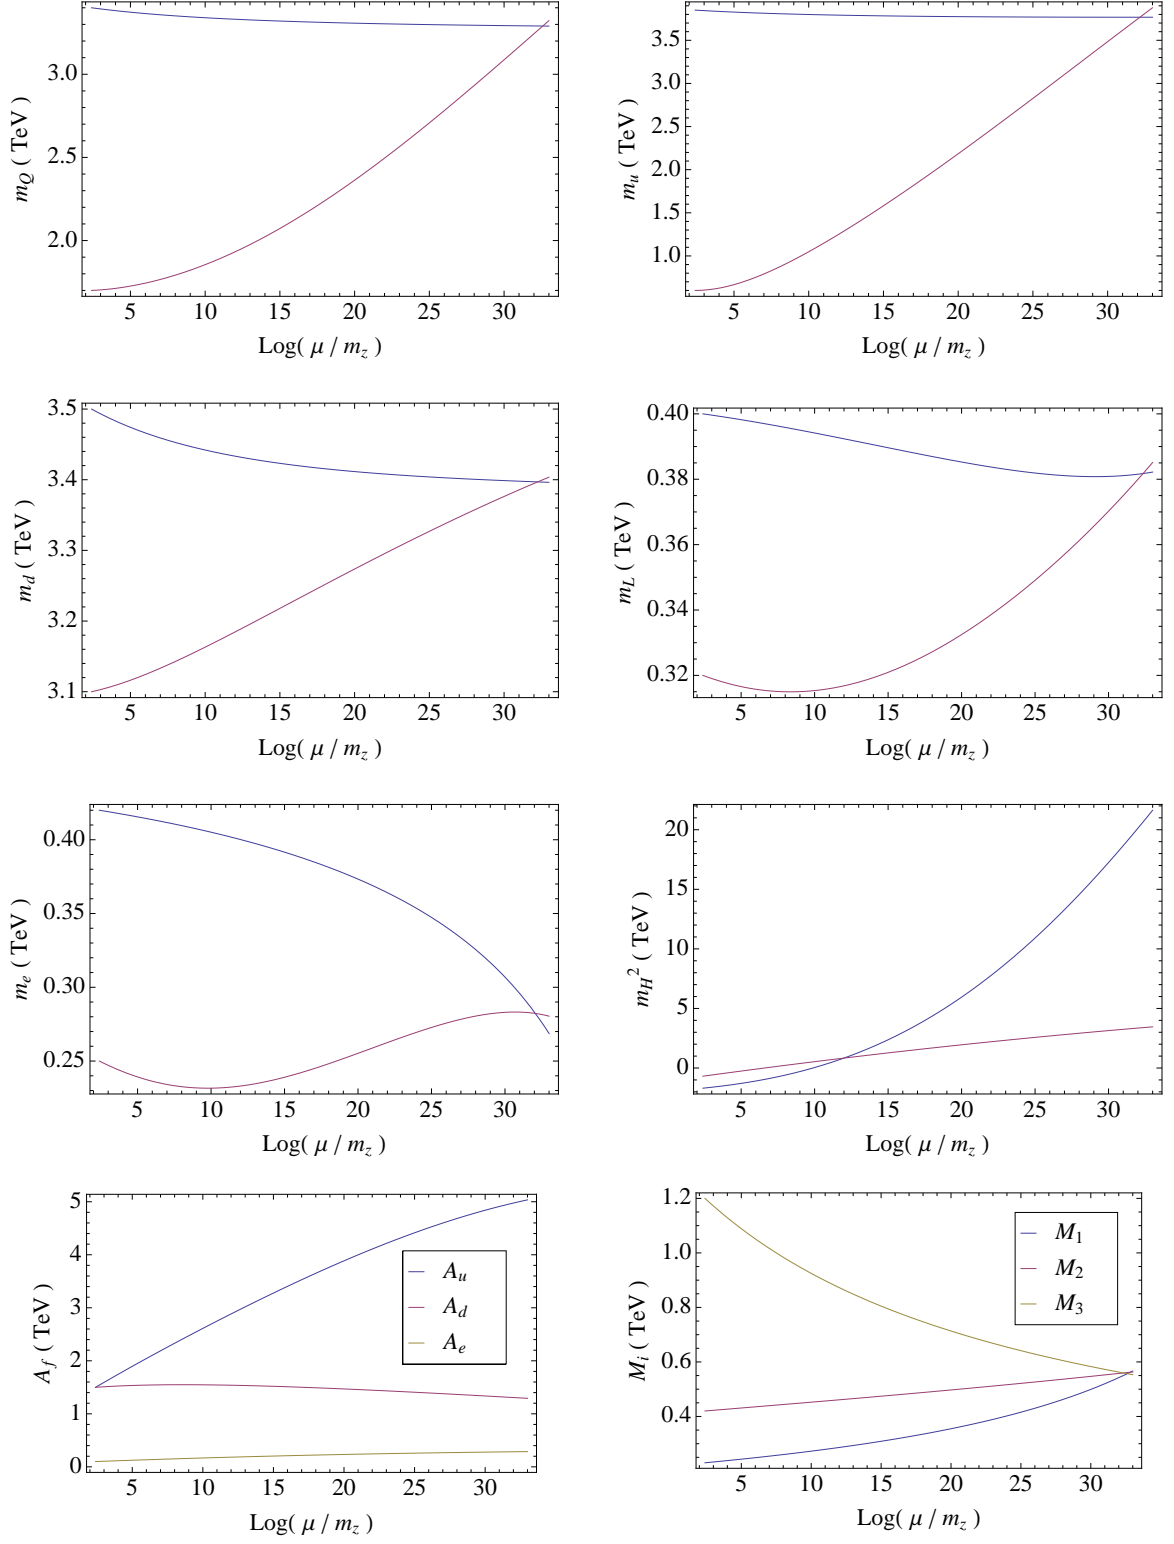 m_Q ( TeV )
3.0
2.5
2.0
5 10 15 20 25 30
Log( μ / m_z )
m_u ( TeV )
3.5
3.0
2.5
2.0
1.5
1.0
5 10 15 20 25 30
Log( μ / m_z )
m_d ( TeV )
3.5
3.4
3.3
3.2
3.1
5 10 15 20 25 30
Log( μ / m_z )
m_L ( TeV )
0.40
0.38
0.36
0.34
0.32
5 10 15 20 25 30
Log( μ / m_z )
m_e ( TeV )
0.40
0.35
0.30
0.25
5 10 15 20 25 30
Log( μ / m_z )
m_H² ( TeV )
20
15
10
5
0
5 10 15 20 25 30
Log( μ / m_z )
A_f ( TeV )
5
4
3
2
1
0
A_u
A_d
A_e
5 10 15 20 25 30
Log( μ / m_z )
M_i ( TeV )
1.2
1.0
0.8
0.6
0.4
M_1
M_2
M_3
5 10 15 20 25 30
Log( μ / m_z )